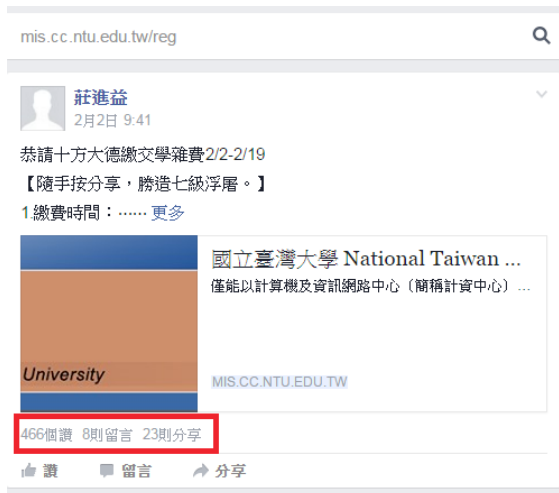 mis.cc.ntu.edu.tw/reg
莊進益
2月2日 9:41
恭請十方大德繳交學雜費2/2-2/19
【隨手按分享，勝造七級浮屠。】
1.繳費時間：…… 更多
國立臺灣大學 National Taiwan ...
僅能以計算機及資訊網路中心（簡稱計資中心）...
University
MIS.CC.NTU.EDU.TW
466個讚 8則留言 23則分享
讚 留言 分享